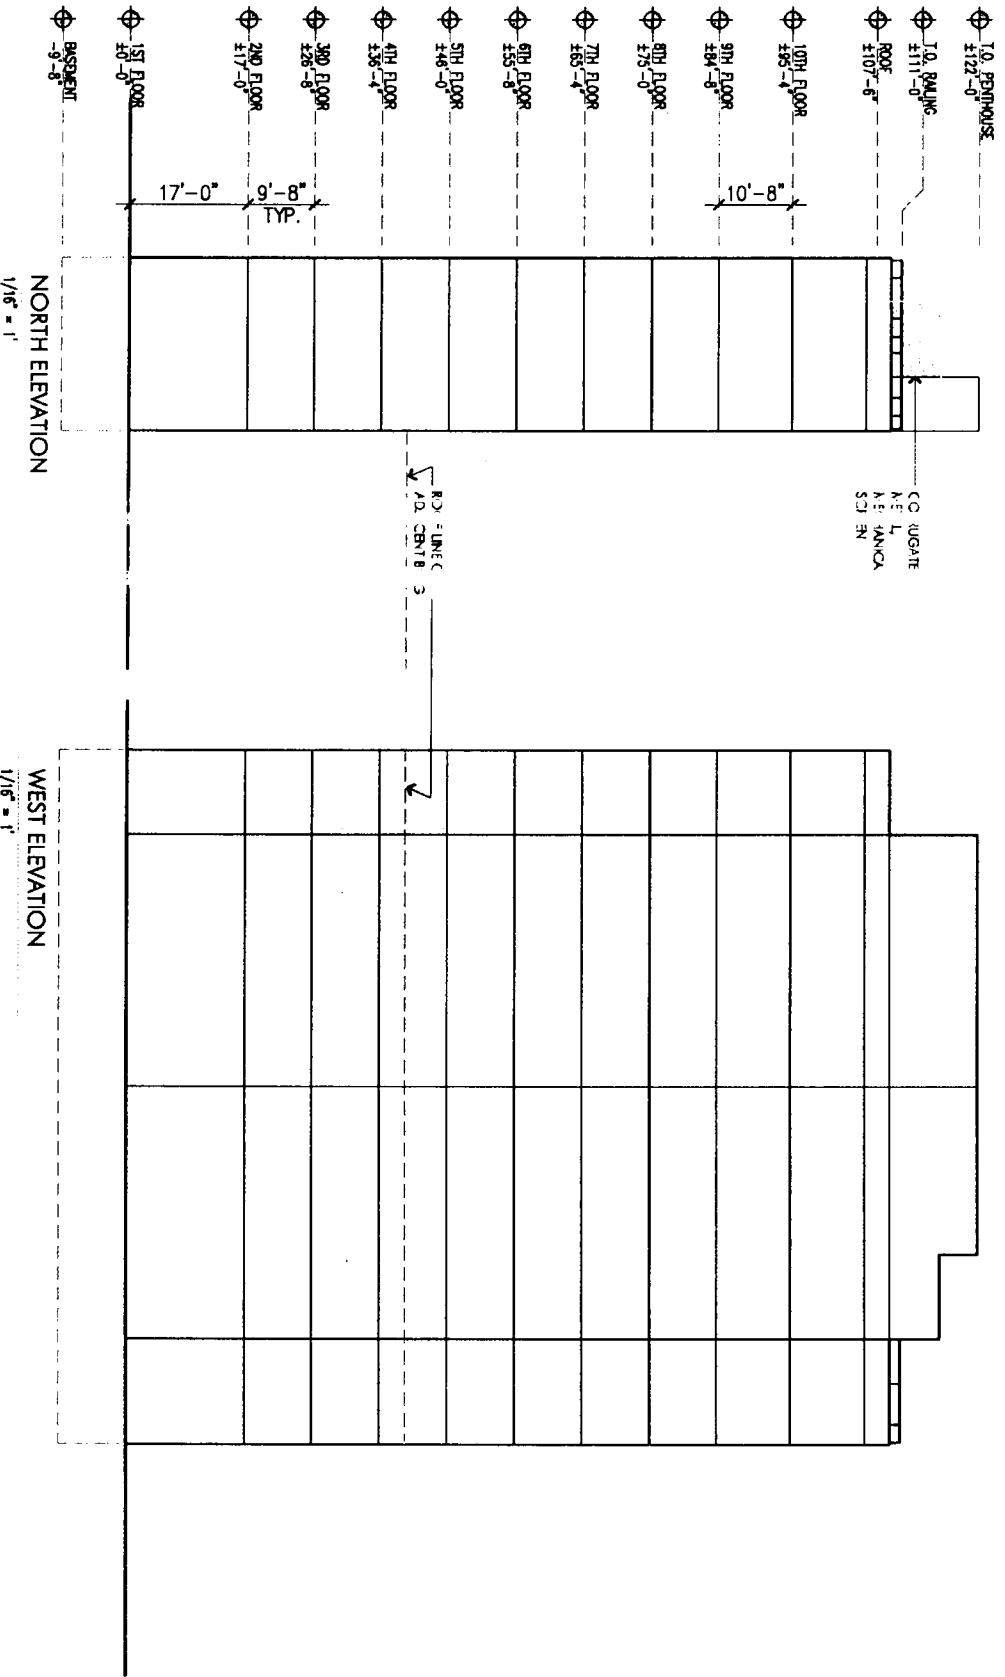 T.O. PENTHOUSE
±122'-0"
T.O. RAILING
±111'-0"
ROOF
±107'-6"
10TH FLOOR
±95'-4"
9TH FLOOR
±84'-8"
8TH FLOOR
±75'-0"
7TH FLOOR
±65'-4"
6TH FLOOR
±55'-8"
5TH FLOOR
±46'-0"
4TH FLOOR
±36'-4"
3RD FLOOR
±26'-8"
2ND FLOOR
±17'-0"
1ST FLOOR
±0'-0"
BASEMENT
-9'-8"
10'-8"
9'-8"
TYP.
17'-0"
NORTH ELEVATION
1/16" = 1'
WEST ELEVATION
1/16" = 1'